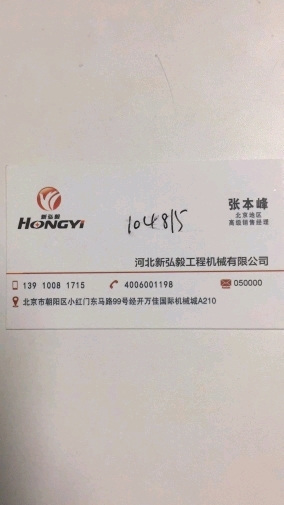 新弘毅
HONGYI
104815
张本峰
北京地区
高级销售经理
河北新弘毅工程机械有限公司
139 1008 1715
4006001198
050000
北京市朝阳区小红门东马路99号经开万佳国际机械城A210